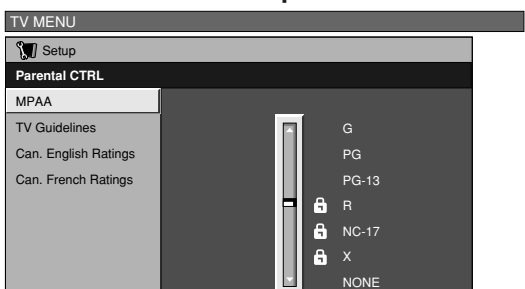 TV MENU
Setup
Parental CTRL
MPAA
TV Guidelines
Can. English Ratings
Can. French Ratings
G
PG
PG-13
R
NC-17
X
NONE